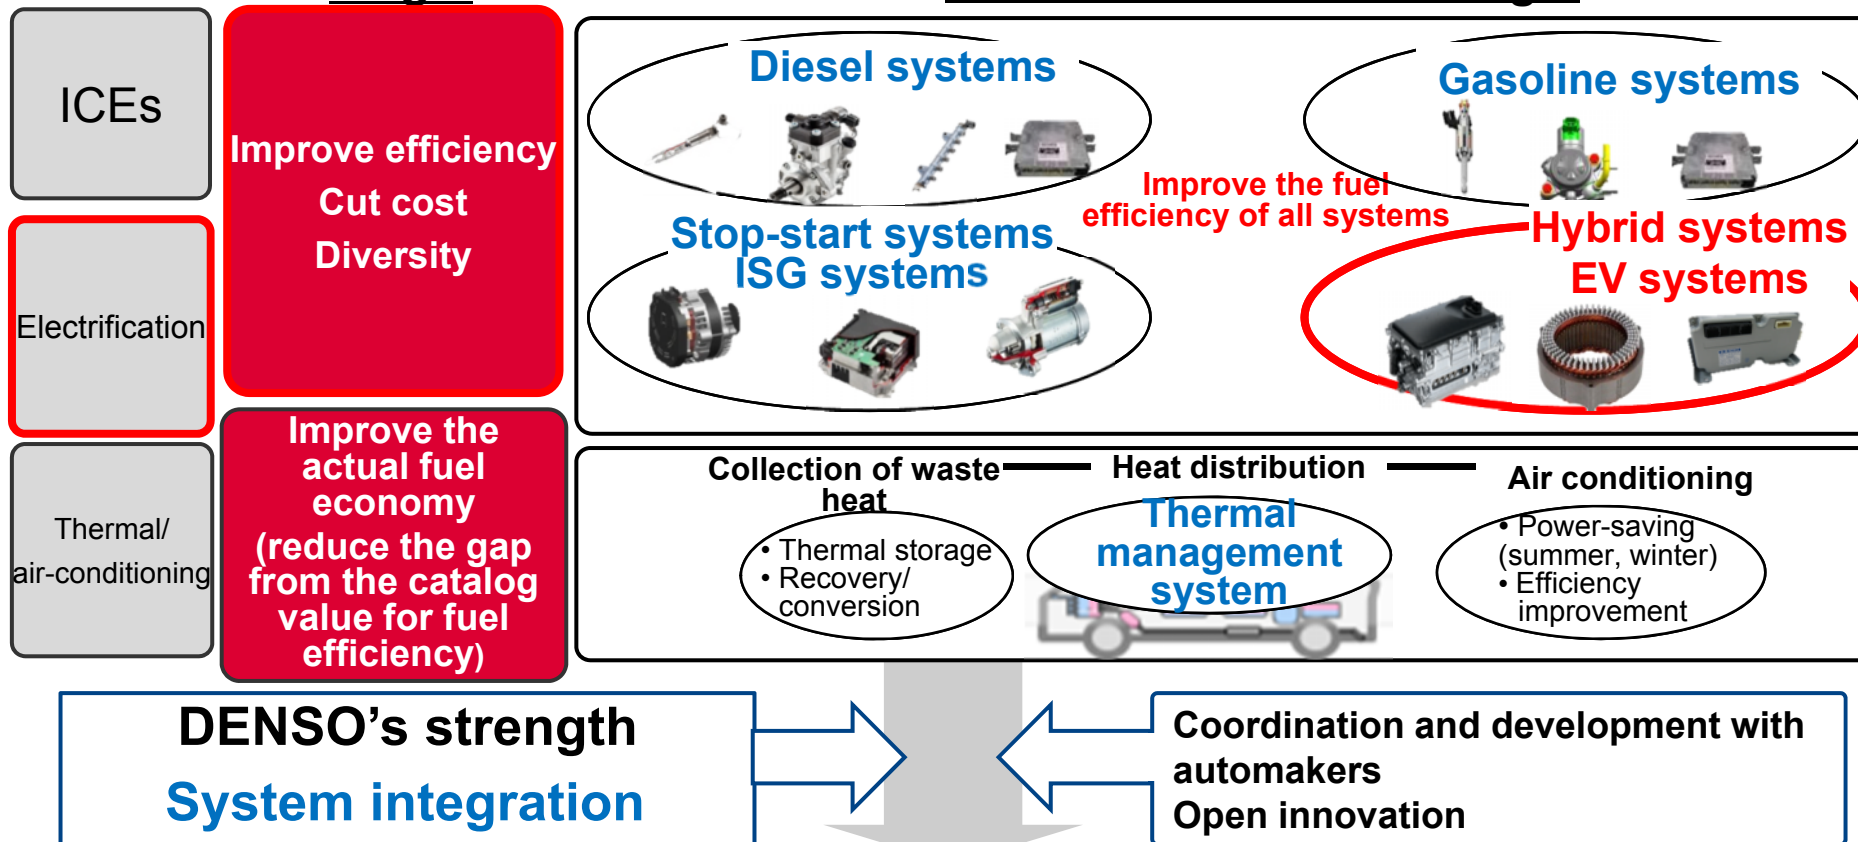 ICEs
Electrification
Thermal/
air-conditioning
Improve efficiency
Cut cost
Diversity
Improve the
actual fuel
economy
(reduce the gap
from the catalog
value for fuel
efficiency)
Diesel systems
Gasoline systems
Improve the fuel
efficiency of all systems
Stop-start systems
ISG systems
Hybrid systems
EV systems
Collection of waste
heat
• Thermal storage
• Recovery/
conversion
Heat distribution
Thermal
management
system
Air conditioning
• Power-saving
(summer, winter)
• Efficiency
improvement
DENSO’s strength
System integration
Coordination and development with
automakers
Open innovation